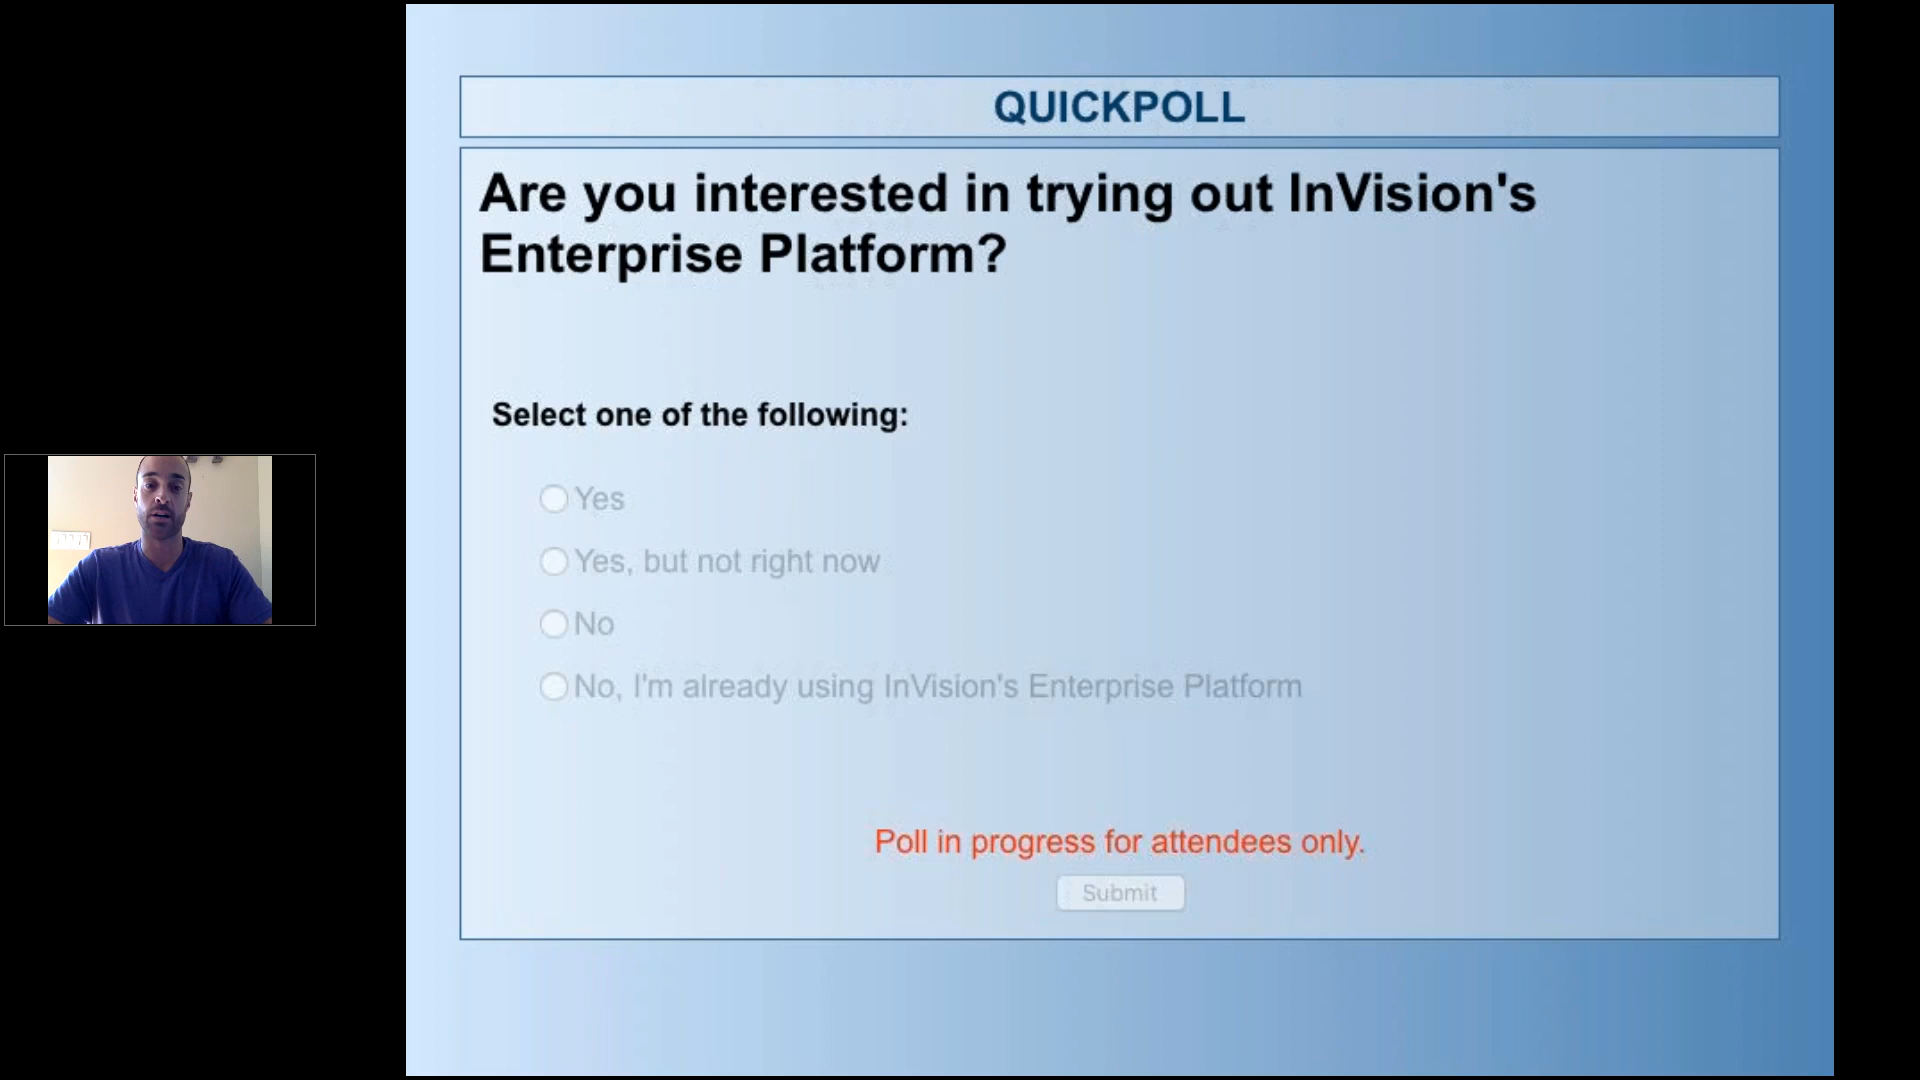 QUICKPOLL
Are you interested in trying out InVision's
Enterprise Platform?
Select one of the following:
Yes
Yes, but not right now
No
No, I'm already using InVision's Enterprise Platform
Poll in progress for attendees only.
Submit